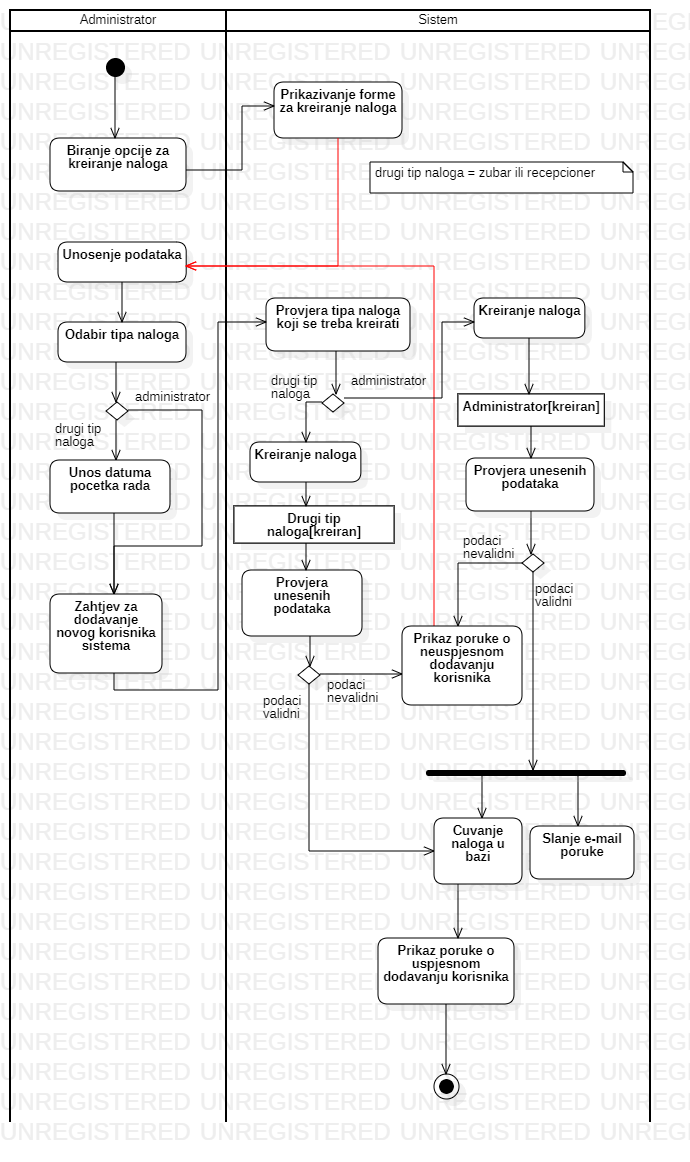 Administrator
Sistem
Prikazivanje forme
za kreiranje naloga
Biranje opcije za
kreiranje naloga
drugi tip naloga = zubar ili recepcioner
Unosenje podataka
Odabir tipa naloga
Provjera tipa naloga
koji se treba kreirati
Kreiranje naloga
administrator
drugi tip
naloga
drugi tip
naloga
administrator
Administrator[kreiran]
Unos datuma
pocetka rada
Kreiranje naloga
Provjera unesenih
podataka
Drugi tip
naloga[kreiran]
podaci
nevalidni
podaci
validni
Provjera
unesenih
podataka
Zahtjev za
dodavanje
novog korisnika
sistema
Prikaz poruke o
neuspjesnom
dodavanju
korisnika
podaci
nevalidni
podaci
validni
Cuvanje
naloga u
bazi
Slanje e-mail
poruke
Prikaz poruke o
uspjesnom
dodavanju korisnika
UNREGISTERED UNREGISTERED UNREGISTERED UNREGISTERED